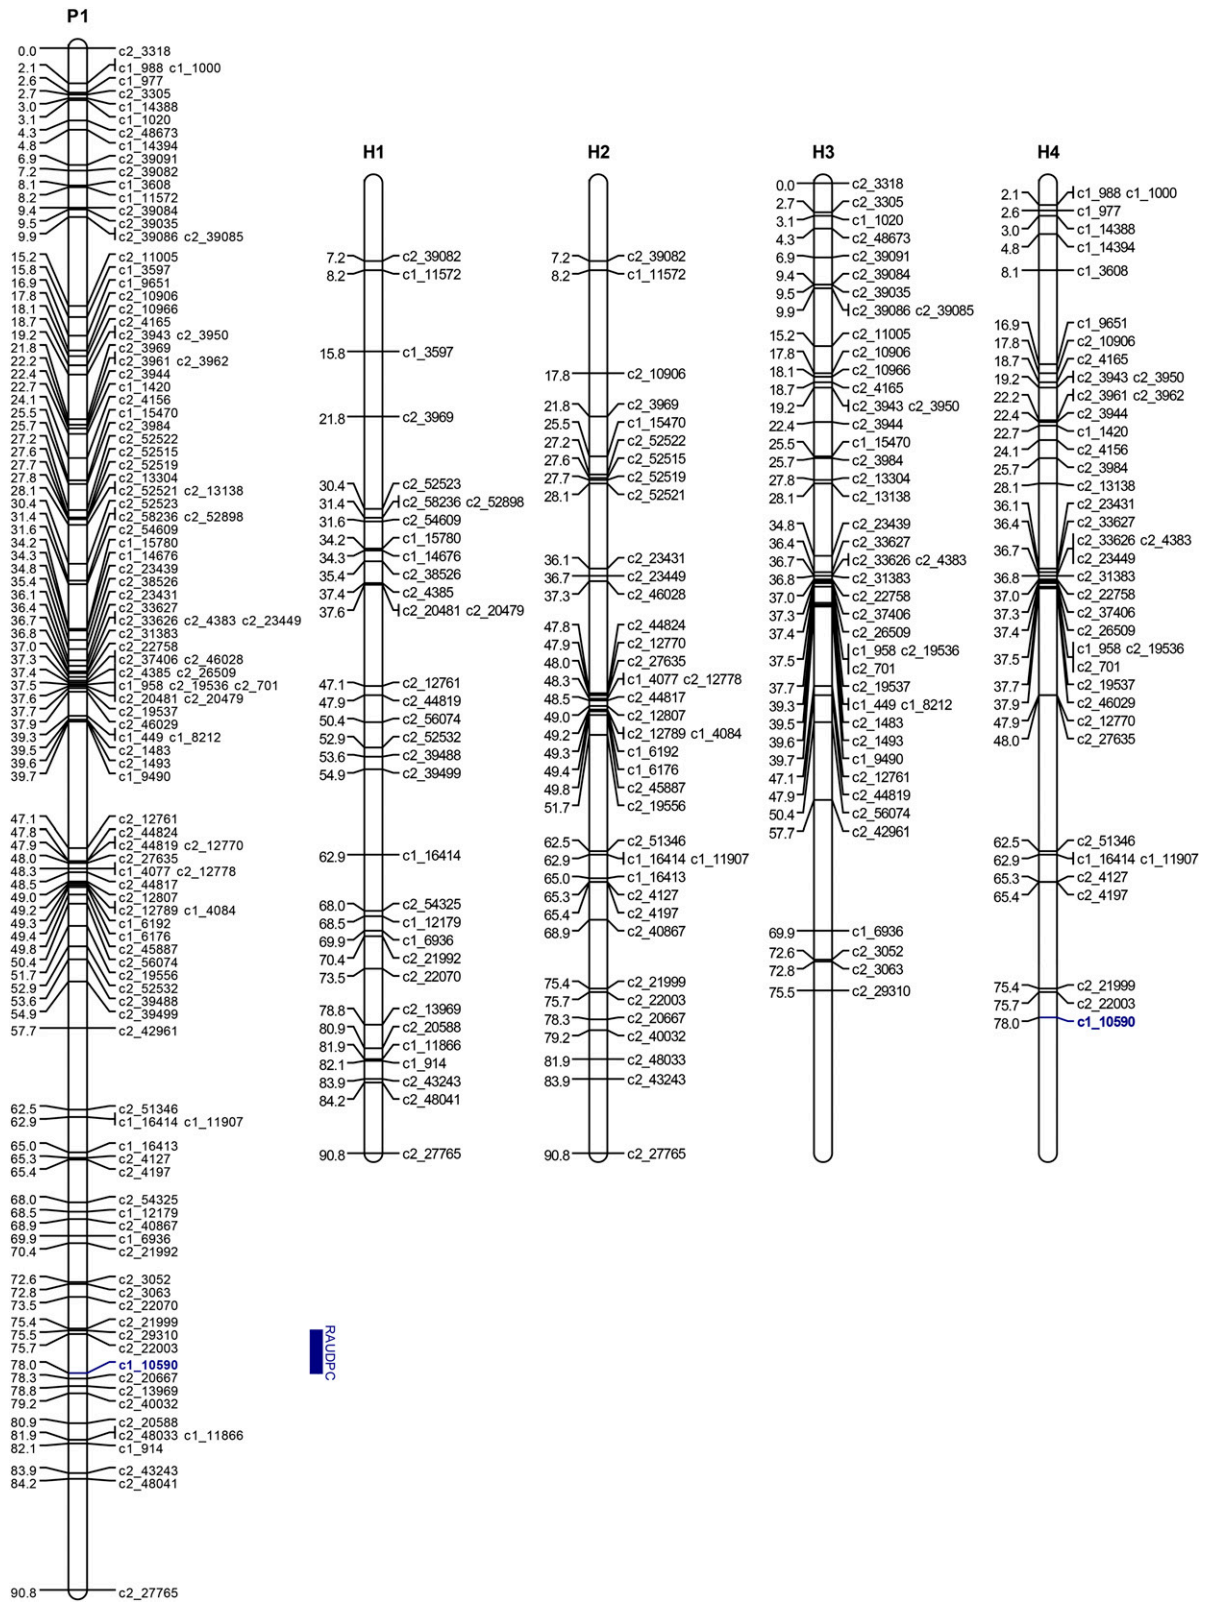 P1
0.0 c2_3318
2.1 c1_988 c1_1000
2.6 c1_977
2.7 c2_3305
3.0 c1_14388
3.1 c1_1020
4.3 c2_48673
4.8 c1_14394
6.9 c2_39091
7.2 c2_39082
8.1 c1_3608
8.2 c1_11572
9.4 c2_39084
9.5 c2_39035
9.9 c2_39086 c2_39085
15.2 c2_11005
15.8 c1_3597
16.9 c1_9651
17.8 c2_10906
18.1 c2_10966
18.7 c2_4165
19.2 c2_3943 c2_3950
21.8 c2_3969
22.2 c2_3961 c2_3962
22.4 c2_3944
22.7 c1_1420
24.1 c2_4156
25.5 c1_15470
25.7 c2_3984
27.2 c2_52522
27.6 c2_52515
27.7 c2_52519
27.8 c2_13304
28.1 c2_52521 c2_13138
30.4 c2_52523
31.4 c2_58236 c2_52898
31.6 c2_54609
34.2 c1_15780
34.3 c1_14676
34.8 c2_23439
35.4 c2_38526
36.1 c2_23431
36.4 c2_33627
36.7 c2_33626 c2_4383 c2_23449
36.8 c2_31383
37.0 c2_22758
37.3 c2_37406 c2_46028
37.4 c2_4385 c2_26509
37.5 c1_958 c2_19536 c2_701
37.6 c2_20481 c2_20479
37.7 c2_19537
37.9 c2_46029
39.3 c1_449 c1_8212
39.5 c2_1483
39.6 c2_1493
39.7 c1_9490
47.1 c2_12761
47.8 c2_44824
47.9 c2_44819 c2_12770
48.0 c2_27635
48.3 c1_4077 c2_12778
48.5 c2_44817
49.0 c2_12807
49.2 c2_12789 c1_4084
49.3 c1_6192
49.4 c1_6176
49.8 c2_45887
50.4 c2_56074
51.7 c2_19556
52.9 c2_52532
53.6 c2_39488
54.9 c2_39499
57.7 c2_42961
62.5 c2_51346
62.9 c1_16414 c1_11907
65.0 c1_16413
65.3 c2_4127
65.4 c2_4197
68.0 c2_54325
68.5 c1_12179
68.9 c2_40867
69.9 c1_6936
70.4 c2_21992
72.6 c2_3052
72.8 c2_3063
73.5 c2_22070
75.4 c2_21999
75.5 c2_29310
75.7 c2_22003
78.0 c1_10590
78.3 c2_20667
78.8 c2_13969
79.2 c2_40032
80.9 c2_20588
81.9 c2_48033 c1_11866
82.1 c1_914
83.9 c2_43243
84.2 c2_48041
90.8 c2_27765
RAUDPC
H1
7.2 c2_39082
8.2 c1_11572
15.8 c1_3597
21.8 c2_3969
30.4 c2_52523
31.4 c2_58236 c2_52898
31.6 c2_54609
34.2 c1_15780
34.3 c1_14676
35.4 c2_38526
37.4 c2_4385
37.6 c2_20481 c2_20479
47.1 c2_12761
47.9 c2_44819
50.4 c2_56074
52.9 c2_52532
53.6 c2_39488
54.9 c2_39499
62.9 c1_16414
68.0 c2_54325
68.5 c1_12179
69.9 c1_6936
70.4 c2_21992
73.5 c2_22070
78.8 c2_13969
80.9 c2_20588
81.9 c1_11866
82.1 c1_914
83.9 c2_43243
84.2 c2_48041
90.8 c2_27765
H2
7.2 c2_39082
8.2 c1_11572
17.8 c2_10906
21.8 c2_3969
25.5 c1_15470
27.2 c2_52522
27.6 c2_52515
27.7 c2_52519
28.1 c2_52521
36.1 c2_23431
36.7 c2_23449
37.3 c2_46028
47.8 c2_44824
47.9 c2_12770
48.0 c2_27635
48.3 c1_4077 c2_12778
48.5 c2_44817
49.0 c2_12807
49.2 c2_12789 c1_4084
49.3 c1_6192
49.4 c1_6176
49.8 c2_45887
51.7 c2_19556
62.5 c2_51346
62.9 c1_16414 c1_11907
65.0 c1_16413
65.3 c2_4127
65.4 c2_4197
68.9 c2_40867
75.4 c2_21999
75.7 c2_22003
78.3 c2_20667
79.2 c2_40032
81.9 c2_48033
83.9 c2_43243
90.8 c2_27765
H3
0.0 c2_3318
2.7 c2_3305
3.1 c1_1020
4.3 c2_48673
6.9 c2_39091
9.4 c2_39084
9.5 c2_39035
9.9 c2_39086 c2_39085
15.2 c2_11005
17.8 c2_10906
18.1 c2_10966
18.7 c2_4165
19.2 c2_3943 c2_3950
22.4 c2_3944
25.5 c1_15470
25.7 c2_3984
27.8 c2_13304
28.1 c2_13138
34.8 c2_23439
36.4 c2_33627
36.7 c2_33626 c2_4383
36.8 c2_31383
37.0 c2_22758
37.3 c2_37406
37.4 c2_26509
37.5 c1_958 c2_19536
c2_701
37.7 c2_19537
39.3 c1_449 c1_8212
39.5 c2_1483
39.6 c2_1493
39.7 c1_9490
47.1 c2_12761
47.9 c2_44819
50.4 c2_56074
57.7 c2_42961
69.9 c1_6936
72.6 c2_3052
72.8 c2_3063
75.5 c2_29310
H4
2.1 c1_988 c1_1000
2.6 c1_977
3.0 c1_14388
4.8 c1_14394
8.1 c1_3608
16.9 c1_9651
17.8 c2_10906
18.7 c2_4165
19.2 c2_3943 c2_3950
22.2 c2_3961 c2_3962
22.4 c2_3944
22.7 c1_1420
24.1 c2_4156
25.7 c2_3984
28.1 c2_13138
36.1 c2_23431
36.4 c2_33627
36.7 c2_33626 c2_4383
c2_23449
36.8 c2_31383
37.0 c2_22758
37.3 c2_37406
37.4 c2_26509
37.5 c1_958 c2_19536
c2_701
37.7 c2_19537
37.9 c2_46029
47.9 c2_12770
48.0 c2_27635
62.5 c2_51346
62.9 c1_16414 c1_11907
65.3 c2_4127
65.4 c2_4197
75.4 c2_21999
75.7 c2_22003
78.0 c1_10590